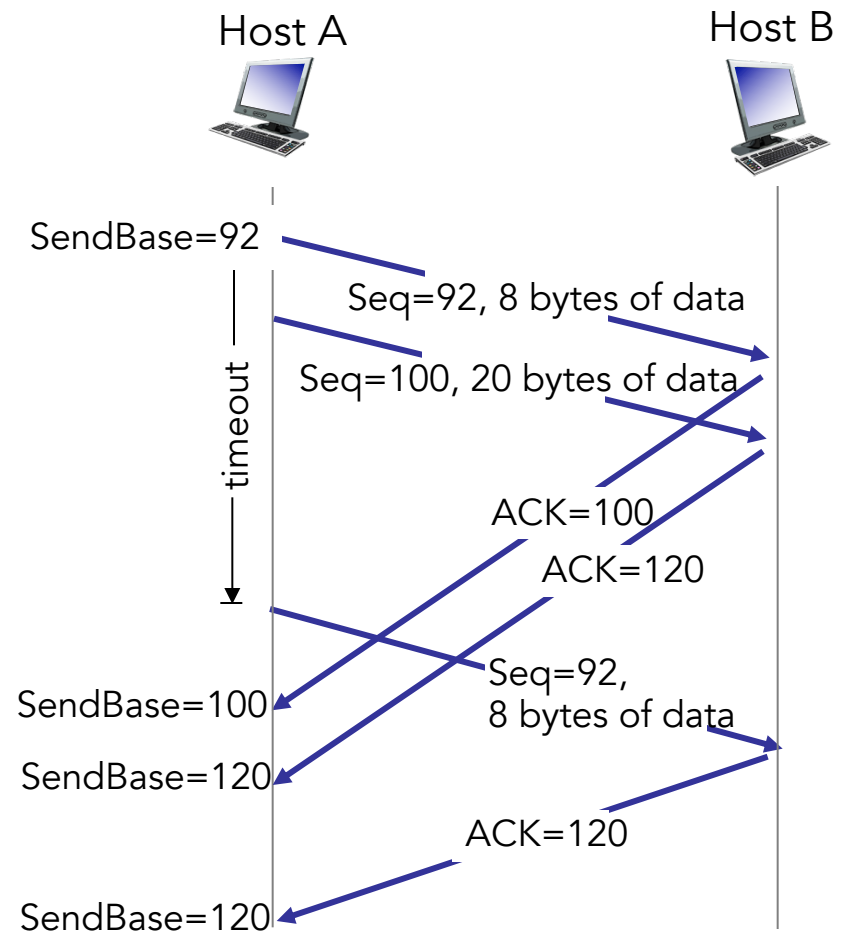 Host A
Host B
SendBase=92
Seq=92, 8 bytes of data
Seq=100, 20 bytes of data
timeout
ACK=100
ACK=120
Seq=92,
8 bytes of data
SendBase=100
SendBase=120
ACK=120
SendBase=120